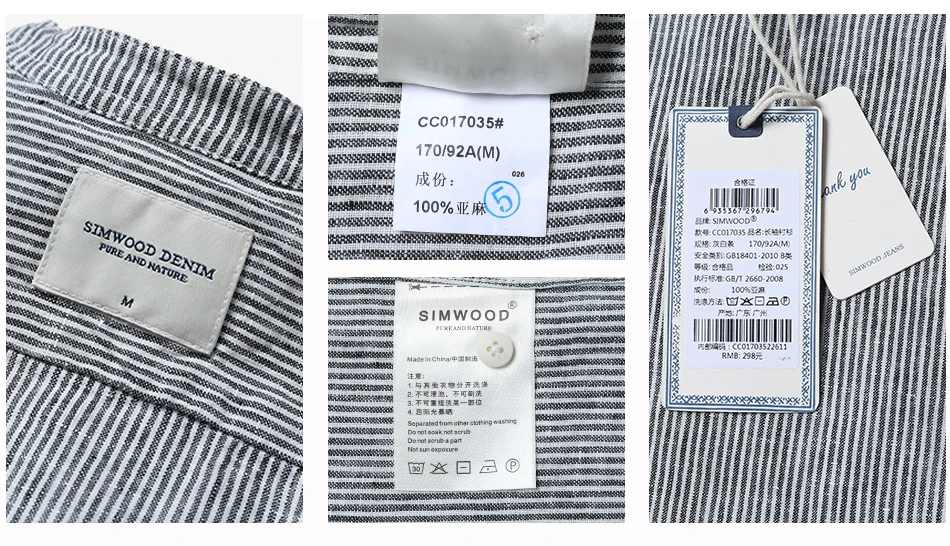 SIMWOOD DENIM
PURE AND NATURE
M
CC017035#
170/92A(M)
成份：
026
100%亚麻
5
SIMWOOD®
PURE AND NATURE
Made in China/中国制造
注意:
1. 与其他衣物分开洗涤
2. 不可浸泡, 不可刷洗
3. 不可重揉洗某一部位
4. 忌阳光暴晒
Separated from other clothing washing
Do not soak.not scrub
Do not scrub a part
Not sun exposure
30
P
合格证
6 935367 296794
品牌: SIMWOOD®
款号: CC017035 品名:长袖衬衫
规格: 灰白条 170/92A(M)
安全类别: GB18401-2010 B类
等级: 合格品 检验:025
执行标准: GB/T 2660-2008
成份: 100%亚麻
洗涤方法:
产地: 广东 广州
内部编码: CC01703522611
RMB: 298元
you
SIMWOOD JEANS